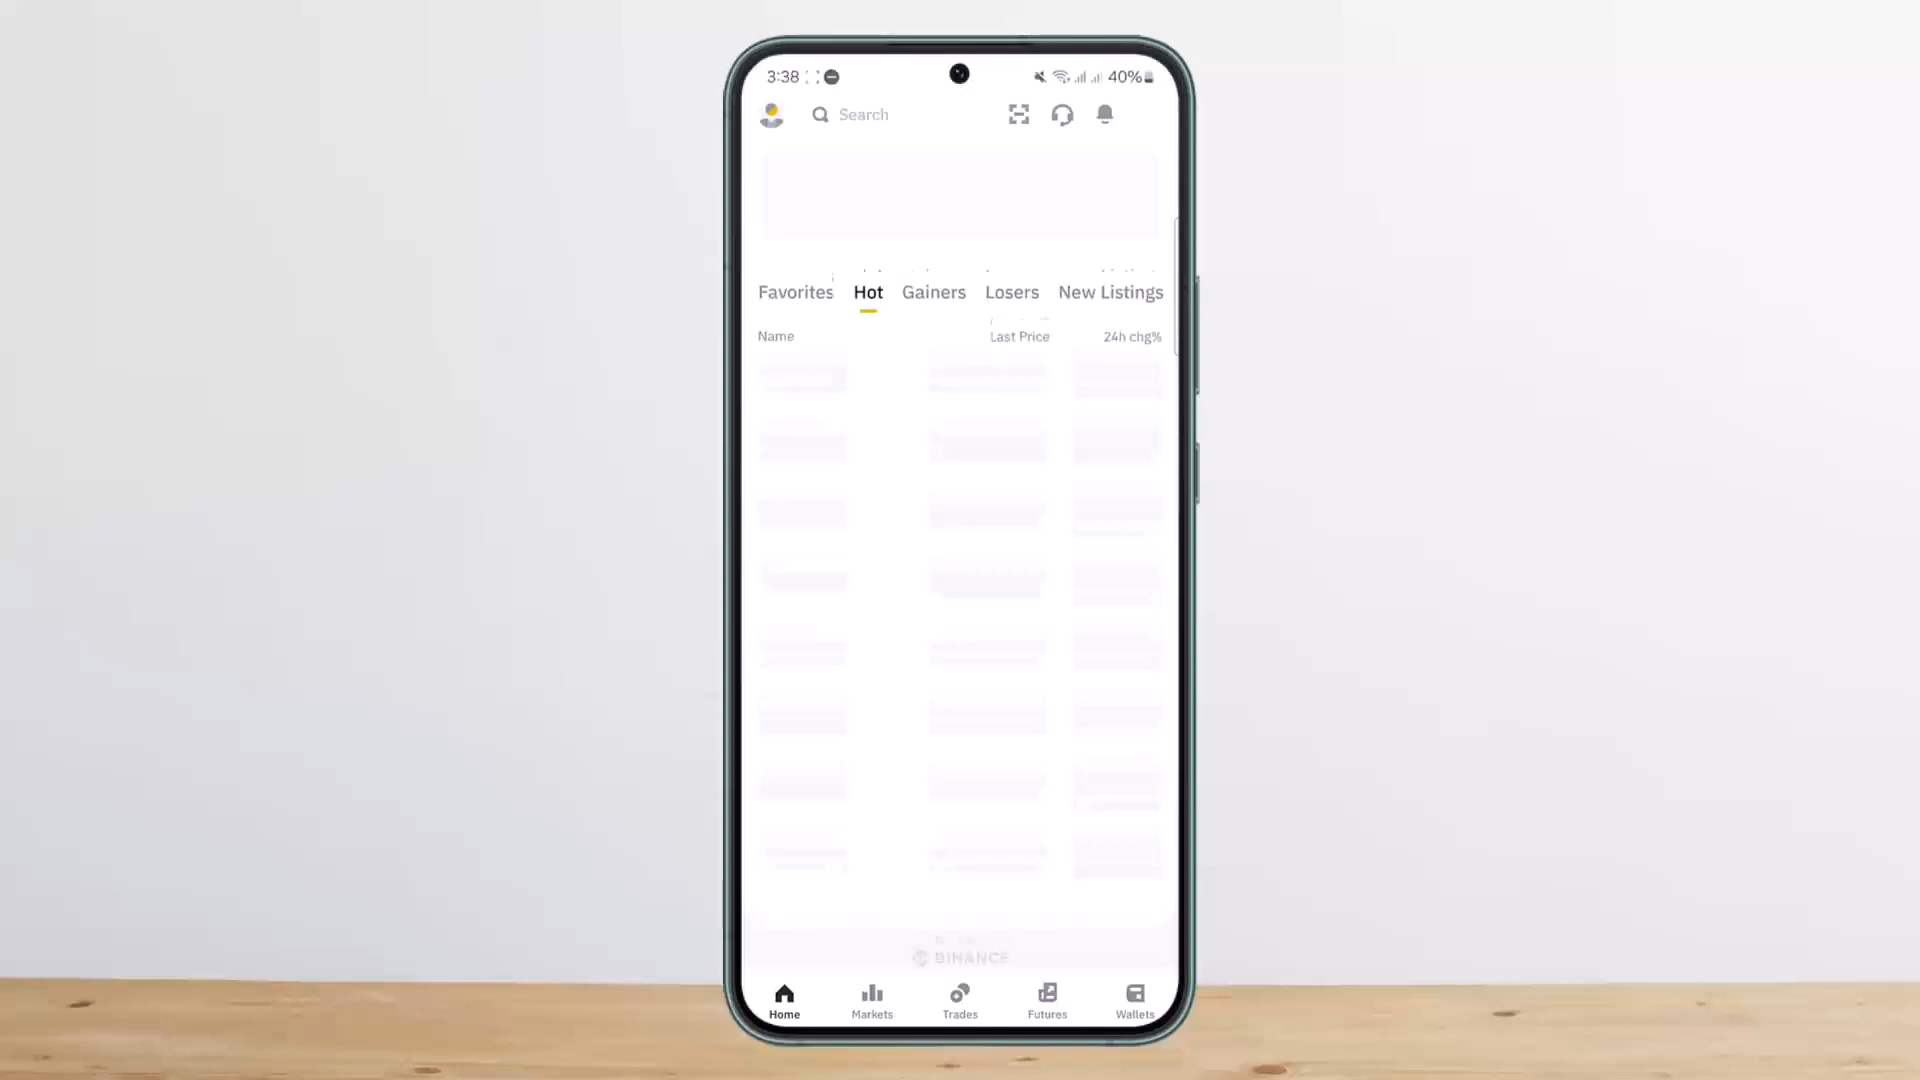 3:38 40%
Search
Favorites Hot Gainers Losers New Listings
Name Last Price 24h chg%
BINANCE
Home Markets Trades Futures Wallets